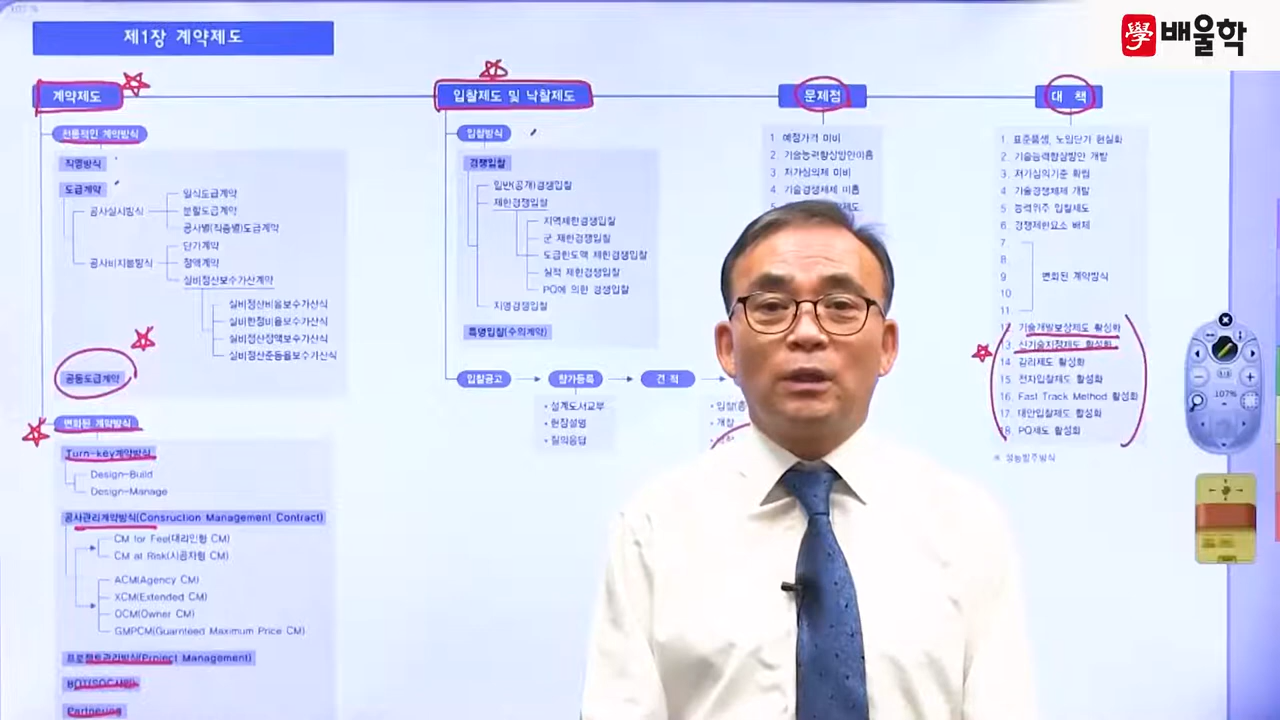 107 %
제1장 계약제도
學 배울학
계약제도
전통적인 계약방식
직영방식
도급계약
공사실시방식
일식도급계약
분할도급계약
공사별(직종별)도급계약
공사비지불방식
단가계약
정액계약
실비정산보수가산계약
실비정산비율보수가산식
실비한정비율보수가산식
실비정산정액보수가산식
실비정산준동율보수가산식
공동도급계약
변화된 계약방식
Turn-key계약방식
Design-Build
Design-Manage
공사관리계약방식(Consruction Management Contract)
CM for Fee(대리인형 CM)
CM at Risk(시공자형 CM)
ACM(Agency CM)
XCM(Extended CM)
OCM(Owner CM)
GMPCM(Guarnteed Maximum Price CM)
프로젝트관리방식(Project Management)
BOT(SOC사업)
Partnering
입찰제도 및 낙찰제도
입찰방식
경쟁입찰
일반(공개)경쟁입찰
제한경쟁입찰
지역제한경쟁입찰
군 제한경쟁입찰
도급한도액 제한경쟁입찰
실적 제한경쟁입찰
PQ에 의한 경쟁입찰
지명경쟁입찰
특명입찰(수의계약)
입찰공고
참가등록
견 적
• 설계도서교부
• 현장설명
• 질의응답
문제점
1. 예정가격 미비
2. 기술능력향상방안미흡
3. 저가심의제 미비
4. 기술경쟁체제 미흡
대 책
1. 표준품셈, 노임단가 현실화
2. 기술능력향상방안 개발
3. 저가심의기준 확립
4. 기술경쟁체제 개발
5. 능력위주 입찰제도
6. 경쟁제한요소 배제
7
8
9 변화된 계약방식
10
11
12. 기술개발보상제도 활성화
13. 신기술지정제도 활성화
14 감리제도 활성화
15. 전자입찰제도 활성화
16. Fast Track Method 활성화
17. 대안입찰제도 활성화
18. PQ제도 활성화
※ 성능발주방식
107%